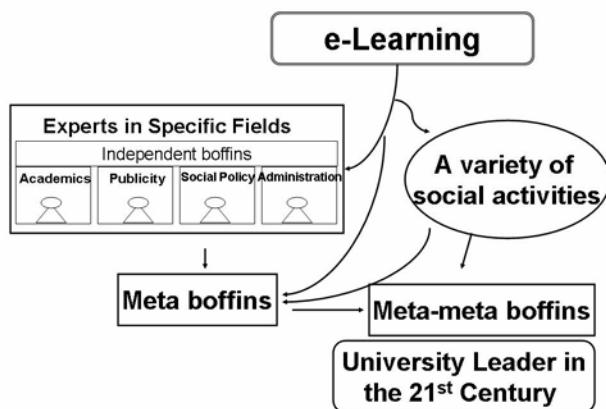 e-Learning
Experts in Specific Fields
Independent boffins
Academics
Publicity
Social Policy
Administration
A variety of
social activities
Meta boffins
Meta-meta boffins
University Leader in
the 21st Century